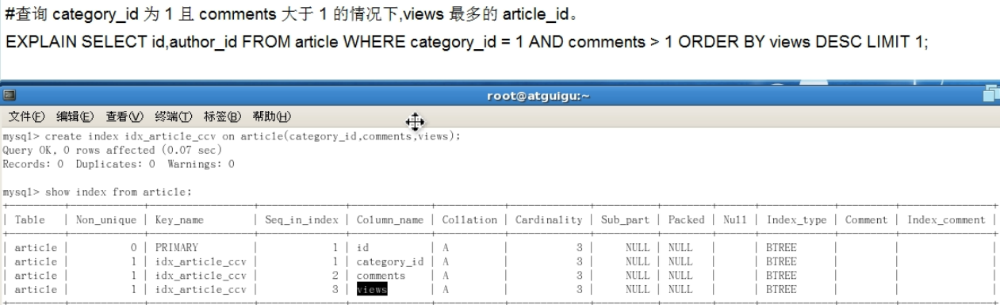 #查询 category_id 为 1 且 comments 大于 1 的情况下,views 最多的 article_id。
EXPLAIN SELECT id,author_id FROM article WHERE category_id = 1 AND comments > 1 ORDER BY views DESC LIMIT 1;
root@atguigu:~
文件(F) 编辑(E) 查看(V) 终端(T) 标签(B) 帮助(H)
mysql> create index idx_article_ccv on article(category_id,comments,views);
Query OK, 0 rows affected (0.07 sec)
Records: 0 Duplicates: 0 Warnings: 0
mysql> show index from article;
| Table | Non_unique | Key_name | Seq_in_index | Column_name | Collation | Cardinality | Sub_part | Packed | Null | Index_type | Comment | Index_comment |
| article | 0 | PRIMARY | 1 | id | A | 3 | NULL | NULL | | BTREE | | |
| article | 1 | idx_article_ccv | 1 | category_id | A | 3 | NULL | NULL | | BTREE | | |
| article | 1 | idx_article_ccv | 2 | comments | A | 3 | NULL | NULL | | BTREE | | |
| article | 1 | idx_article_ccv | 3 | views | A | 3 | NULL | NULL | | BTREE | | |